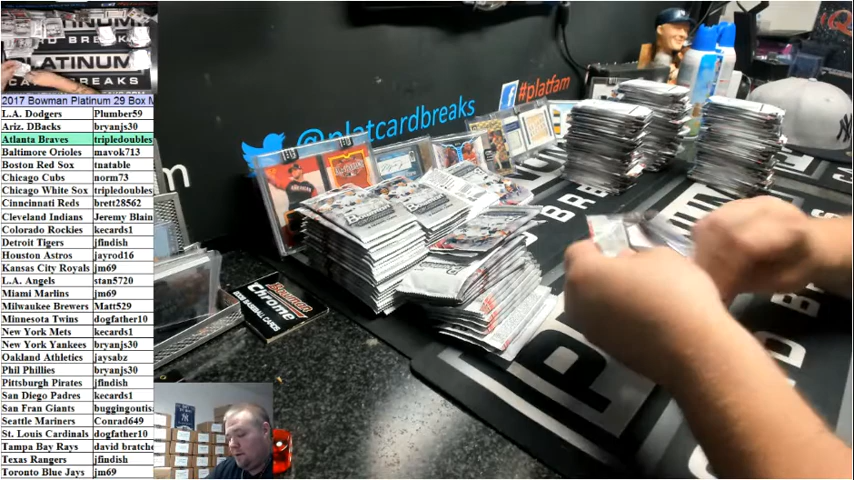 PLATINUM
CARD BREAKS
2017 Bowman Platinum 29 Box M
L.A. Dodgers Plumber59
Ariz. DBacks bryanjs30
Atlanta Braves tripledoubles
Baltimore Orioles mavok713
Boston Red Sox tnatable
Chicago Cubs norm73
Chicago White Sox tripledoubles
Cinncinnati Reds brett28562
Cleveland Indians Jeremy Blain
Colorado Rockies kecards1
Detroit Tigers jfindish
Houston Astros jayrod16
Kansas City Royals jm69
L.A. Angels stan5720
Miami Marlins jm69
Milwaukee Brewers Matt529
Minnesota Twins dogfather10
New York Mets kecards1
New York Yankees bryanjs30
Oakland Athletics jaysabz
Phil Phillies bryanjs30
Pittsburgh Pirates jfindish
San Diego Padres kecards1
San Fran Giants buggingoutis
Seattle Mariners Conrad649
St. Louis Cardinals dogfather10
Tampa Bay Rays david bratche
Texas Rangers jfindish
Toronto Blue Jays jm69
@platcardbreaks
#platfam
Bowman
Chrome